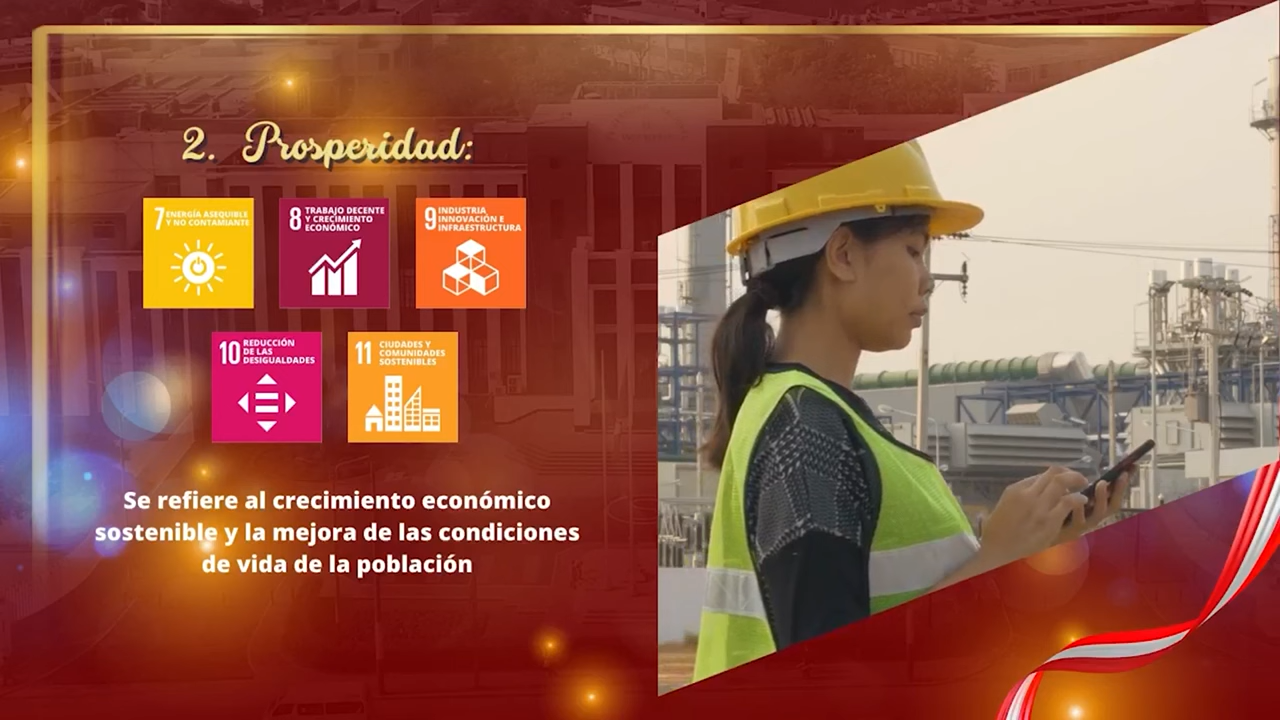 2. Prosperidad:
7 ENERGÍA ASEQUIBLE
Y NO CONTAMIANTE
8 TRABAJO DECENTE
Y CRECIMIENTO
ECONÓMICO
9 INDUSTRIA
INNOVACIÓN E
INFRAESTRUCTURA
10 REDUCCIÓN
DE LAS
DESIGUALDADES
11 CIUDADES Y
COMUNIDADES
SOSTENIBLES
Se refiere al crecimiento económico
sostenible y la mejora de las condiciones
de vida de la población